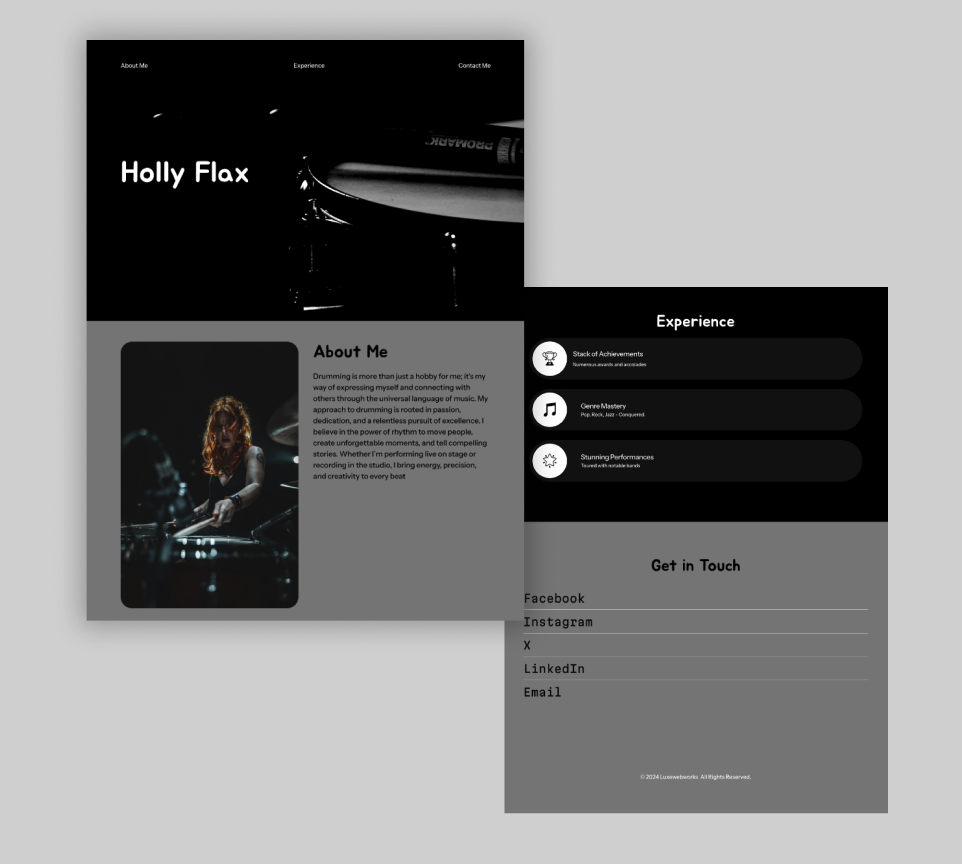 About Me
Experience
Contact Me
PROMARK
Holly Flax
About Me
Drumming is more than just a hobby for me; it's my
way of expressing myself and connecting with
others through the universal language of music. My
approach to drumming is rooted in passion,
dedication, and a relentless pursuit of excellence. I
believe in the power of rhythm to move people,
create unforgettable moments, and tell compelling
stories. Whether I'm performing live on stage or
recording in the studio, I bring energy, precision,
and creativity to every beat
Experience
Stack of Achievements
Numerous awards and accolades
Genre Mastery
Pop, Rock, Jazz - Conquered.
Stunning Performances
Toured with notable bands
Get in Touch
Facebook
Instagram
X
LinkedIn
Email
© 2024 Luxewebworks All Rights Reserved.